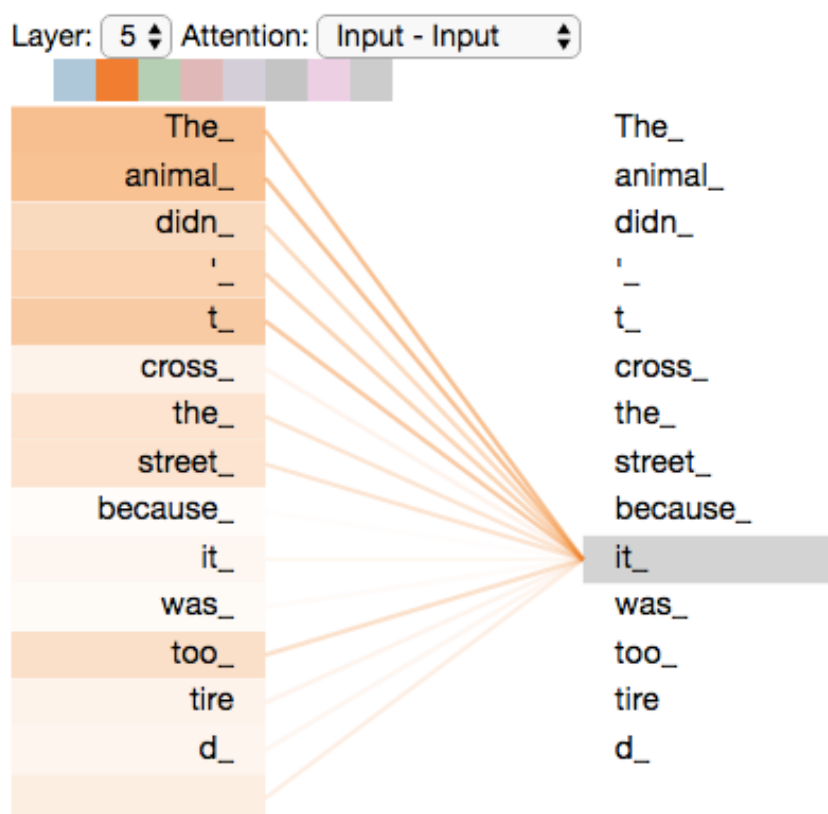 Layer: 5 Attention: Input - Input
The_ The_
animal_ animal_
didn_ didn_
'_ '_
t_ t_
cross_ cross_
the_ the_
street_ street_
because_ because_
it_ it_
was_ was_
too_ too_
tire tire
d_ d_